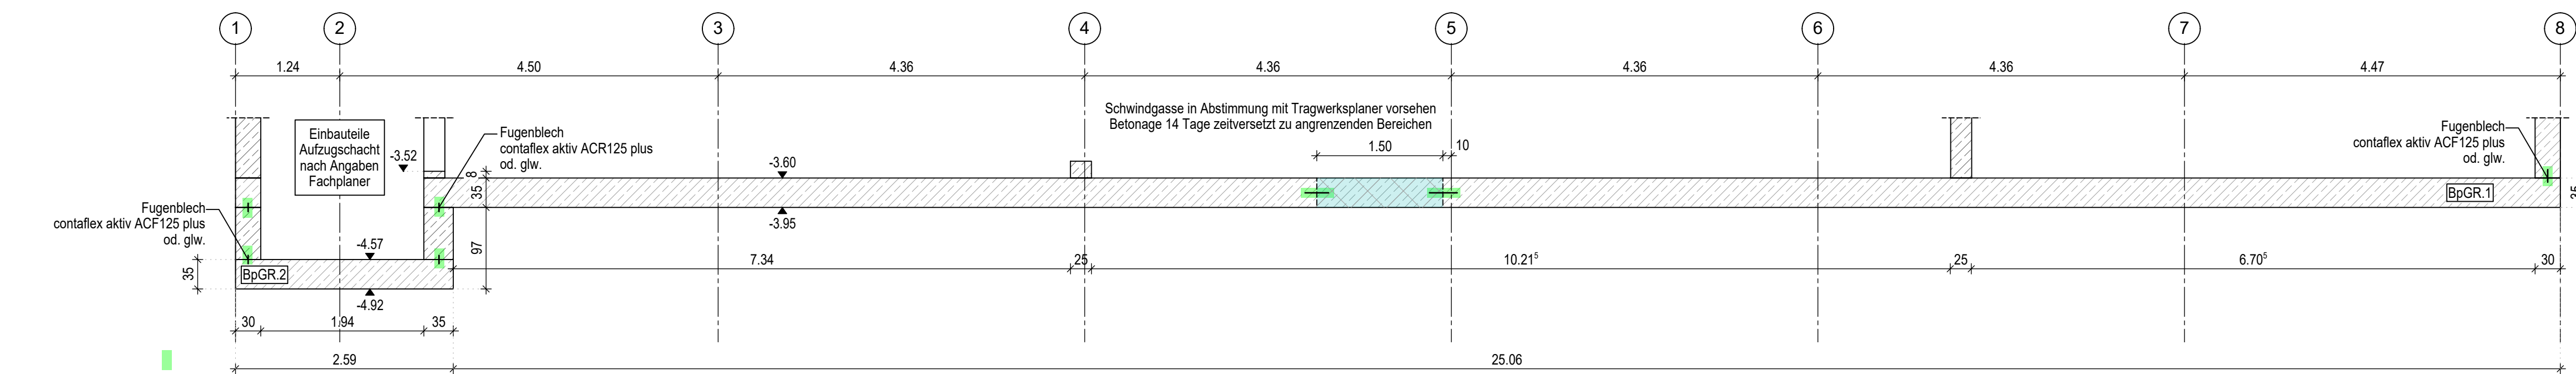 1
2
3
4
5
6
7
8
1.24
4.50
4.36
4.36
4.36
4.36
4.47
Schwindgasse in Abstimmung mit Tragwerksplaner vorsehen
Betonage 14 Tage zeitversetzt zu angrenzenden Bereichen
1.50
10
Einbauteile
Aufzugschacht
nach Angaben
Fachplaner
-3.52
Fugenblech
contaflex aktiv ACR125 plus
od. glw.
Fugenblech
contaflex aktiv ACF125 plus
od. glw.
8
35
-3.60
-3.95
BpGR.1
35
Fugenblech
contaflex aktiv ACF125 plus
od. glw.
-4.57
97
35
BpGR.2
-4.92
7.34
25
10.21⁵
25
6.70⁵
30
30
1.94
35
2.59
25.06